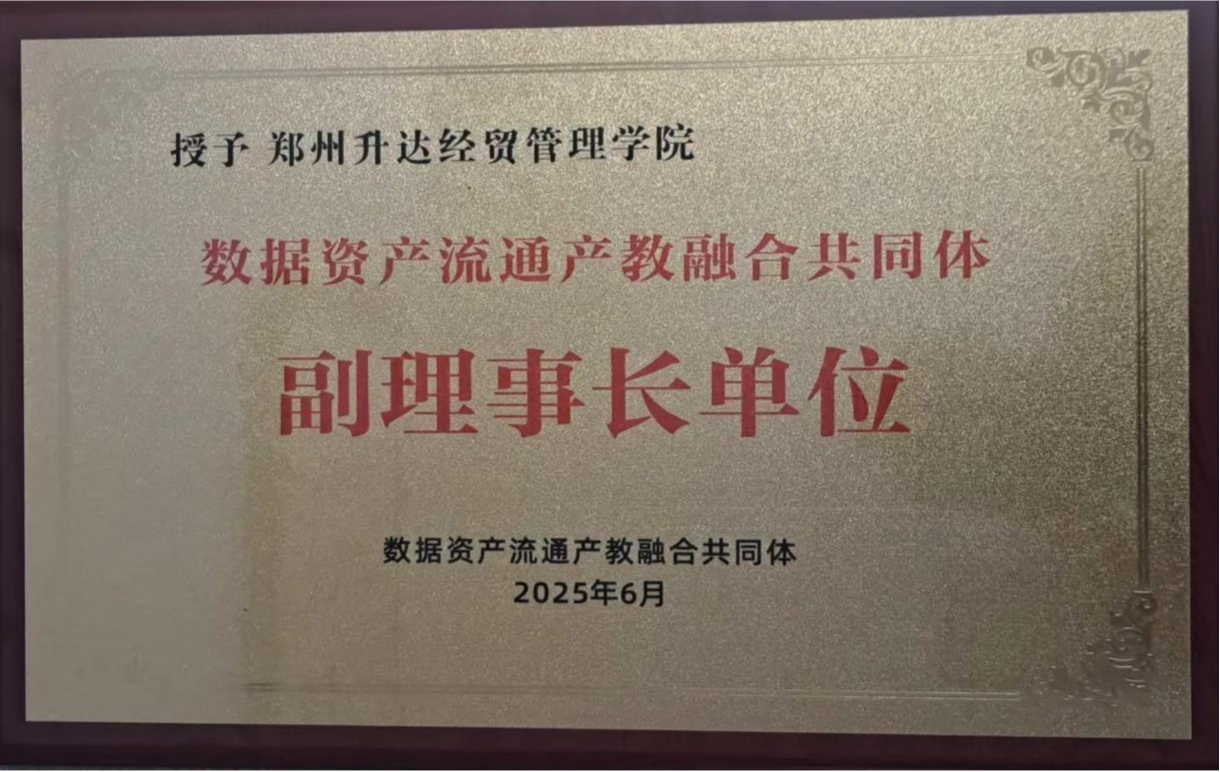 授予 郑州升达经贸管理学院
数据资产流通产教融合共同体
副理事长单位
数据资产流通产教融合共同体
2025年6月